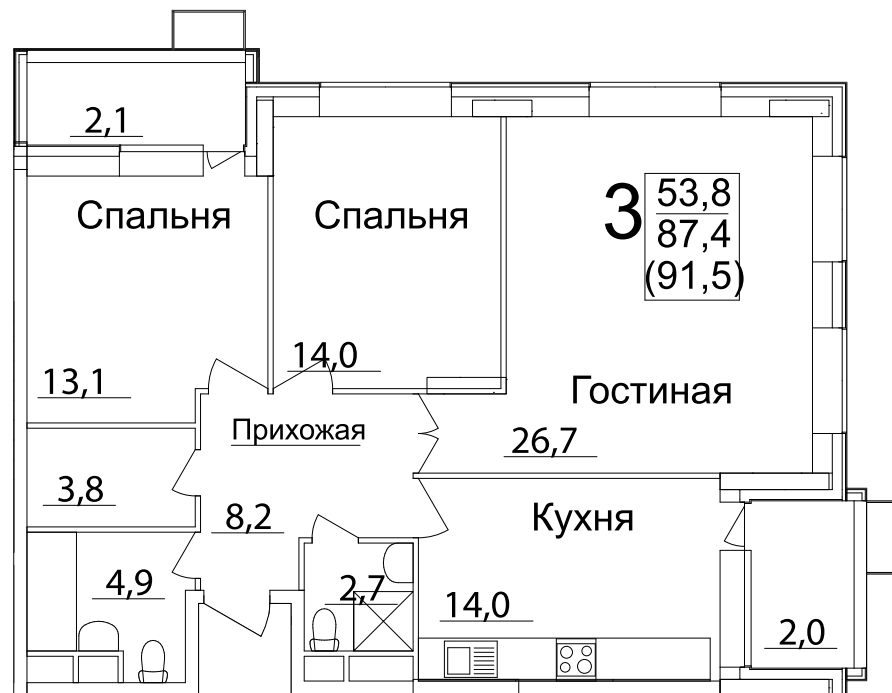 2,1
Спальня
Спальня
3
53,8
87,4
(91,5)
14,0
13,1
Гостиная
Прихожая
26,7
3,8
8,2
Кухня
4,9
2,7
14,0
2,0